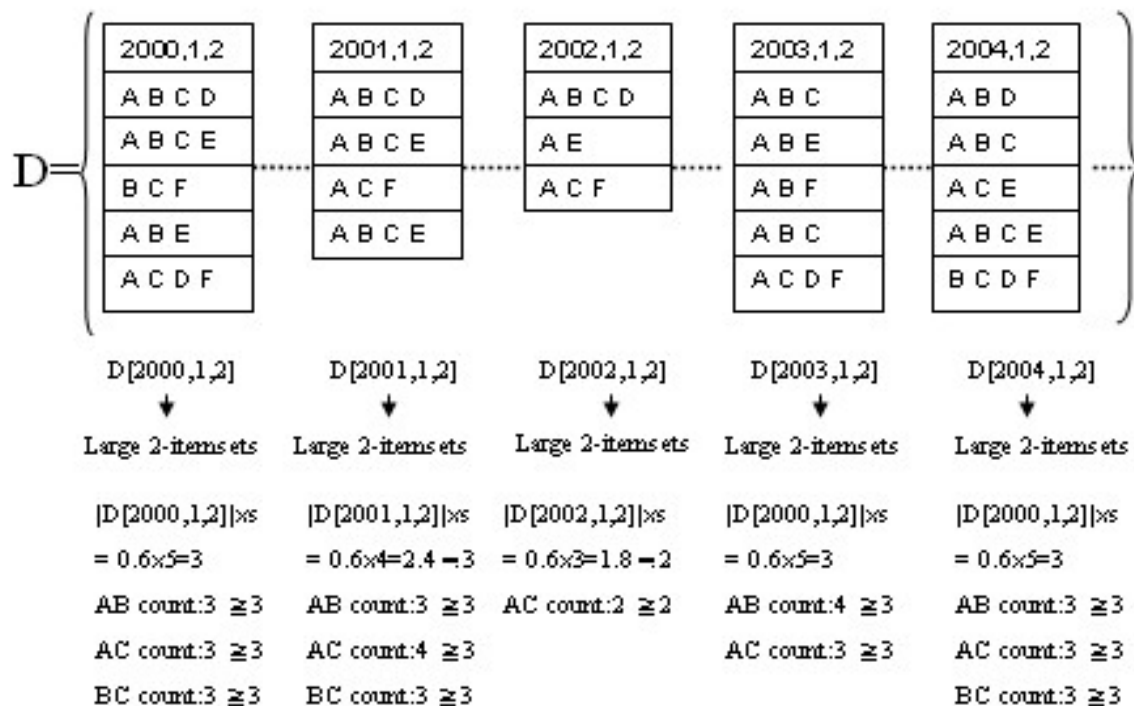 D=
2000,1,2 2001,1,2 2002,1,2 2003,1,2 2004,1,2
A B C D A B C D A B C D A B C A B D
A B C E A B C E A E A B E A B C
B C F A C F A C F A B F A C E
A B E A B C E A B C A B C E
A C D F A C D F B C D F
D[2000,1,2] D[2001,1,2] D[2002,1,2] D[2003,1,2] D[2004,1,2]
Large 2-itemsets Large 2-itemsets Large 2-itemsets Large 2-itemsets Large 2-itemsets
|D[2000,1,2]|×s |D[2001,1,2]|×s |D[2002,1,2]|×s |D[2000,1,2]|×s |D[2000,1,2]|×s
= 0.6×5=3 = 0.6×4=2.4 →3 = 0.6×3=1.8 →2 = 0.6×5=3 = 0.6×5=3
AB count:3 ≧3 AB count:3 ≧3 AC count:2 ≧2 AB count:4 ≧3 AB count:3 ≧3
AC count:3 ≧3 AC count:4 ≧3 AC count:3 ≧3 AC count:3 ≧3
BC count:3 ≧3 BC count:3 ≧3 BC count:3 ≧3